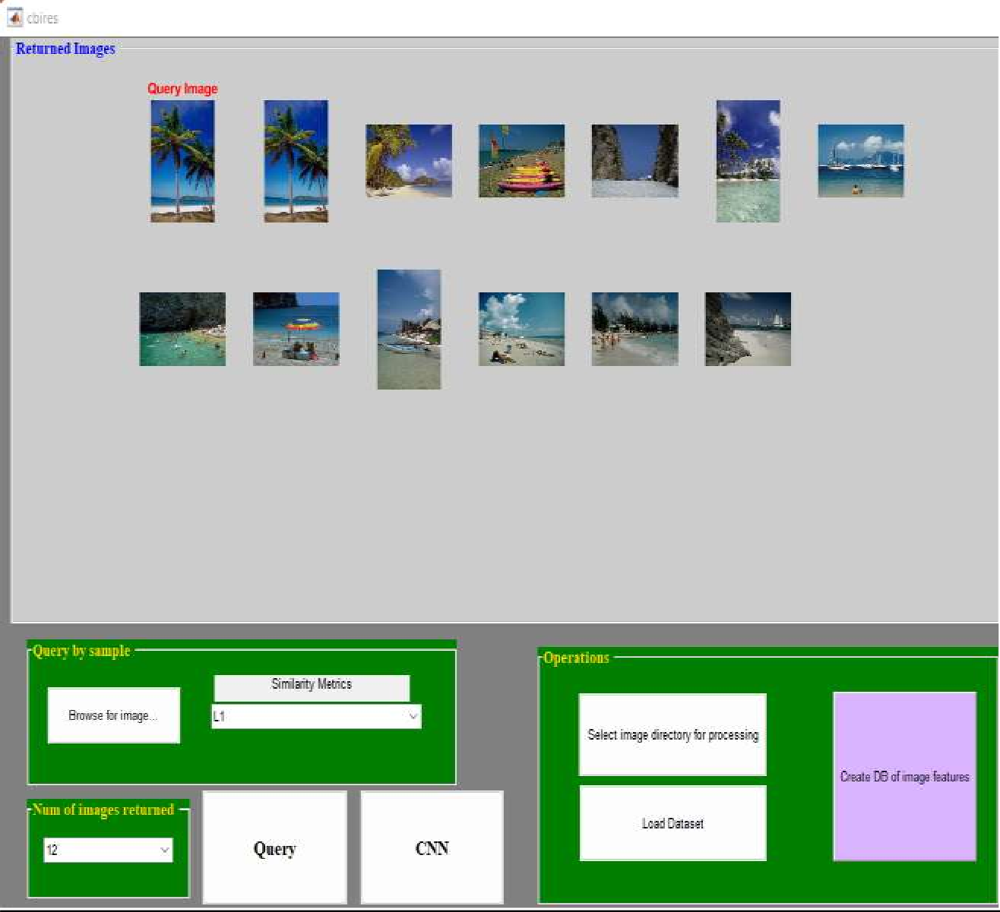 cbires
Returned Images
Query Image
Query by sample
Similarity Metrics
Browse for image...
L1
Num of images returned
12
Query
CNN
Operations
Select image directory for processing
Load Dataset
Create DB of image features